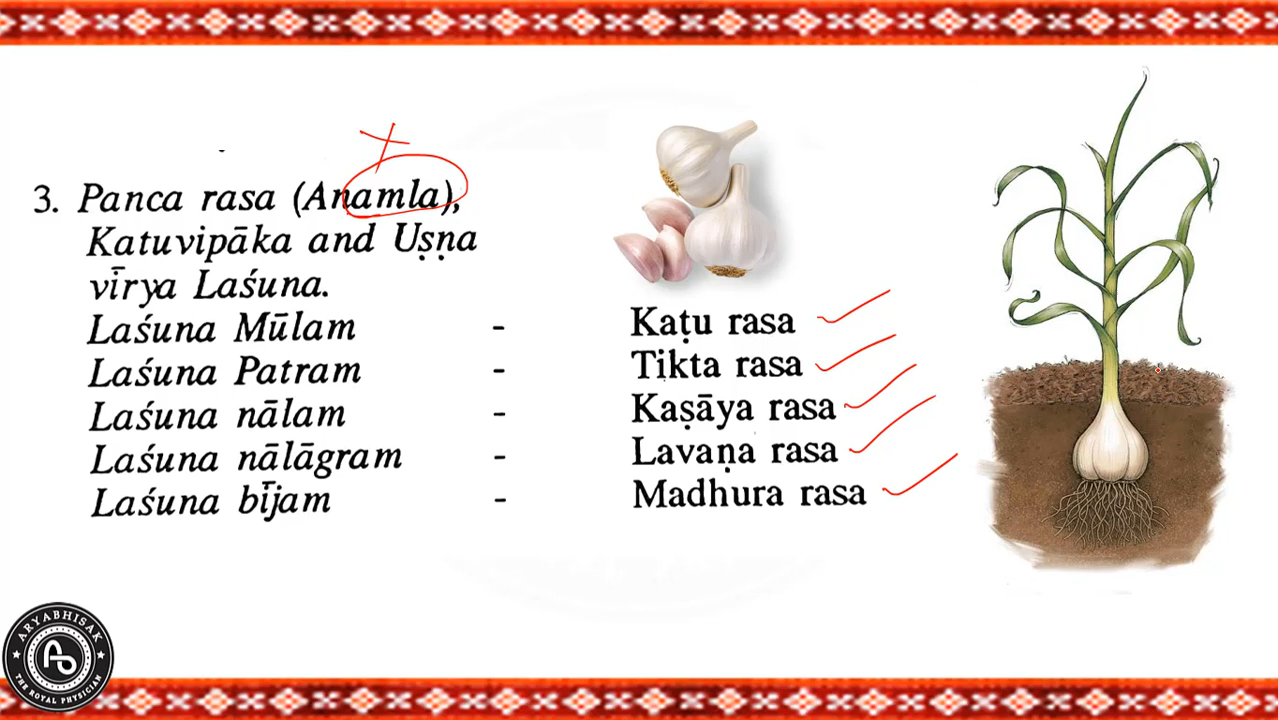 3. Panca rasa (Anamla),
Katuvipāka and Uṣṇa
vīrya Laśuna.
Laśuna Mūlam - Kaṭu rasa
Laśuna Patram - Tikta rasa
Laśuna nālam - Kaṣāya rasa
Laśuna nālāgram - Lavaṇa rasa
Laśuna bījam - Madhura rasa
ARYABHISAK
THE ROYAL PHYSICIAN